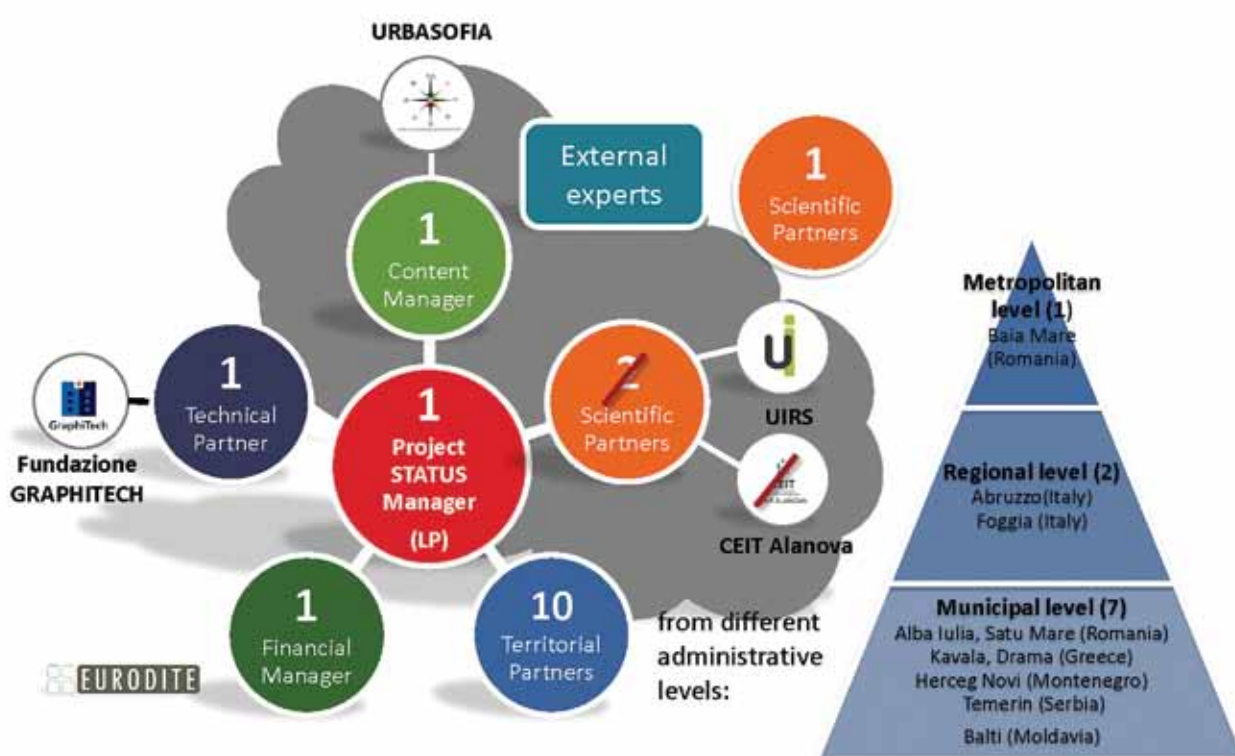 URBASOFIA
External
experts
1
Scientific
Partners
1
Content
Manager
Metropolitan
level (1)
Baia Mare
(Romania)
1
Technical
Partner
GraphiTech
Fundazione
GRAPHITECH
1
Project
STATUS
Manager
(LP)
2
Scientific
Partners
Ui
UIRS
CEIT
CEIT Alanova
Regional level (2)
Abruzzo(Italy)
Foggia (Italy)
1
Financial
Manager
EURODITE
10
Territorial
Partners
from different
administrative
levels:
Municipal level (7)
Alba Iulia, Satu Mare (Romania)
Kavala, Drama (Greece)
Herceg Novi (Montenegro)
Temerin (Serbia)
Balti (Moldavia)